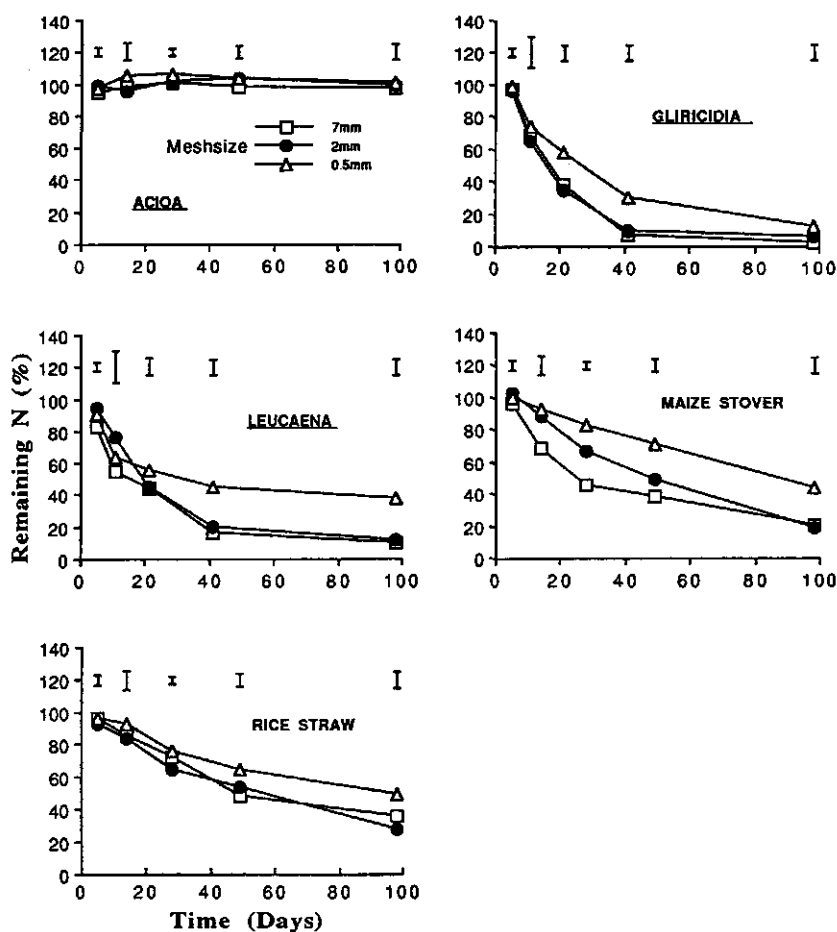 140
120
100
80
60
40
20
0
0 20 40 60 80 100
Meshsize
7mm
2mm
0.5mm
ACIOA
140
120
100
80
60
40
20
0
0 20 40 60 80 100
GLIRICIDIA
Remaining N (%)
140
120
100
80
60
40
20
0
0 20 40 60 80 100
LEUCAENA
140
120
100
80
60
40
20
0
0 20 40 60 80 100
MAIZE STOVER
140
120
100
80
60
40
20
0
0 20 40 60 80 100
RICE STRAW
Time (Days)